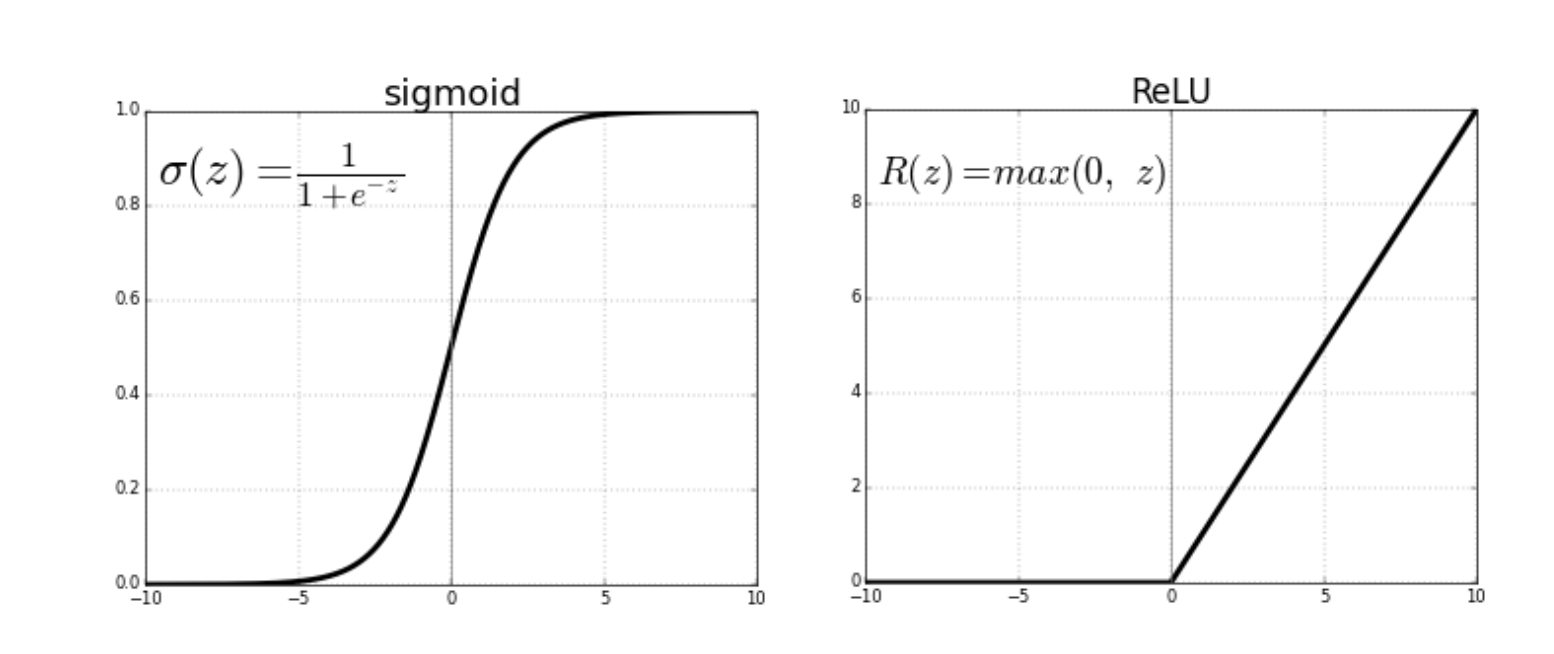 sigmoid
σ(z) = 1 / (1 + e^{-z})
1.0
0.8
0.6
0.4
0.2
0.0
−10 −5 0 5 10
ReLU
R(z) = max(0, z)
10
8
6
4
2
0
−10 −5 0 5 10